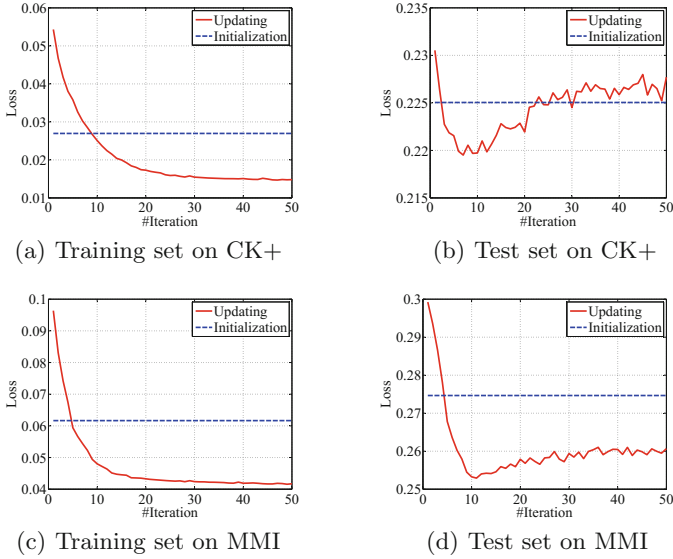 0.06
0.05
0.04
0.03
0.02
0.01
Loss
0 10 20 30 40 50
#Iteration
Updating
Initialization
(a) Training set on CK+
0.235
0.23
0.225
0.22
0.215
Loss
0 10 20 30 40 50
#Iteration
Updating
Initialization
(b) Test set on CK+
0.1
0.09
0.08
0.07
0.06
0.05
0.04
Loss
0 10 20 30 40 50
#Iteration
Updating
Initialization
(c) Training set on MMI
0.3
0.29
0.28
0.27
0.26
0.25
Loss
0 10 20 30 40 50
#Iteration
Updating
Initialization
(d) Test set on MMI